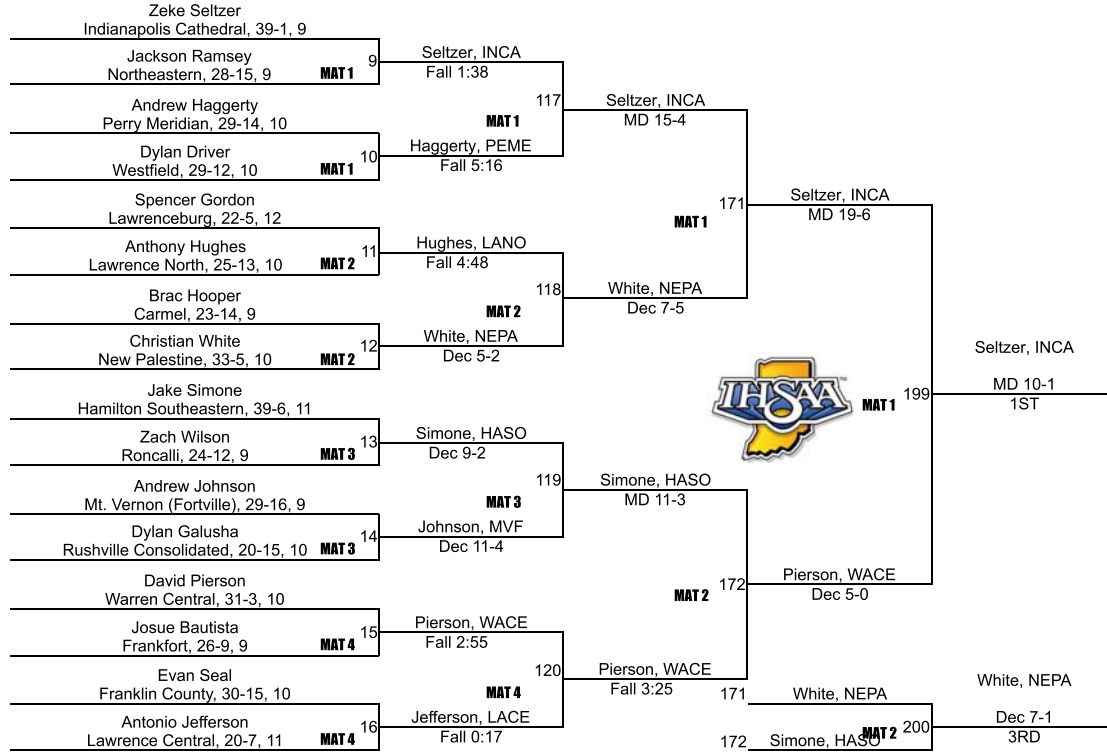 Zeke Seltzer
Indianapolis Cathedral, 39-1, 9
Jackson Ramsey
Northeastern, 28-15, 9
MAT 1
9
Seltzer, INCA
Fall 1:38
Andrew Haggerty
Perry Meridian, 29-14, 10
Dylan Driver
Westfield, 29-12, 10
MAT 1
10
Haggerty, PEME
Fall 5:16
117
MAT 1
Seltzer, INCA
MD 15-4
Spencer Gordon
Lawrenceburg, 22-5, 12
Anthony Hughes
Lawrence North, 25-13, 10
MAT 2
11
Hughes, LANO
Fall 4:48
Brac Hooper
Carmel, 23-14, 9
Christian White
New Palestine, 33-5, 10
MAT 2
12
White, NEPA
Dec 5-2
118
MAT 2
White, NEPA
Dec 7-5
171
MAT 1
Seltzer, INCA
MD 19-6
Jake Simone
Hamilton Southeastern, 39-6, 11
Zach Wilson
Roncalli, 24-12, 9
MAT 3
13
Simone, HASO
Dec 9-2
Andrew Johnson
Mt. Vernon (Fortville), 29-16, 9
Dylan Galusha
Rushville Consolidated, 20-15, 10
MAT 3
14
Johnson, MVF
Dec 11-4
119
MAT 3
Simone, HASO
MD 11-3
David Pierson
Warren Central, 31-3, 10
Josue Bautista
Frankfort, 26-9, 9
MAT 4
15
Pierson, WACE
Fall 2:55
Evan Seal
Franklin County, 30-15, 10
Antonio Jefferson
Lawrence Central, 20-7, 11
MAT 4
16
Jefferson, LACE
Fall 0:17
120
MAT 4
Pierson, WACE
Fall 3:25
172
MAT 2
Pierson, WACE
Dec 5-0
IHSAA
MAT 1
199
Seltzer, INCA
MD 10-1
1ST
171
White, NEPA
172
Simone, HASO
MAT 2
200
White, NEPA
Dec 7-1
3RD